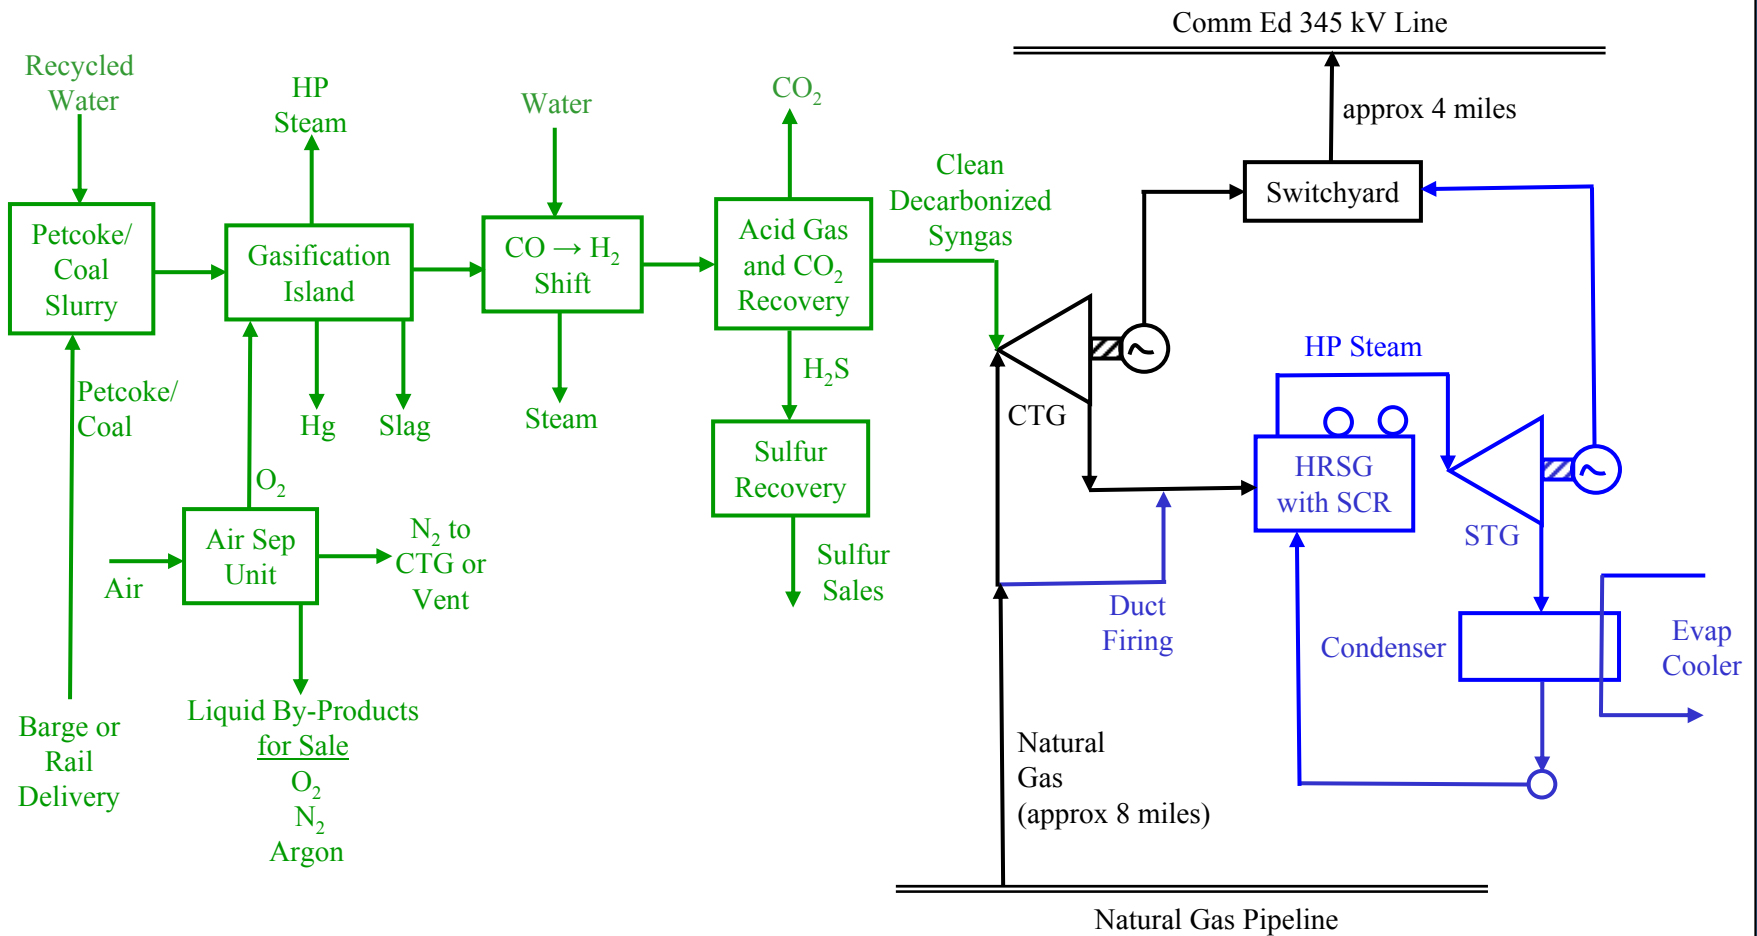 Comm Ed 345 kV Line
approx 4 miles
Recycled
Water
HP
Steam
Water
CO₂
Clean
Decarbonized
Syngas
Switchyard
Petcoke/
Coal
Slurry
Gasification
Island
CO → H₂
Shift
Acid Gas
and CO₂
Recovery
HP Steam
Petcoke/
Coal
Hg
Slag
Steam
H₂S
CTG
HRSG
with SCR
STG
Sulfur
Recovery
O₂
Air Sep
Unit
Air
N₂ to
CTG or
Vent
Sulfur
Sales
Duct
Firing
Condenser
Evap
Cooler
Barge or
Rail
Delivery
Liquid By-Products
for Sale
O₂
N₂
Argon
Natural
Gas
(approx 8 miles)
Natural Gas Pipeline